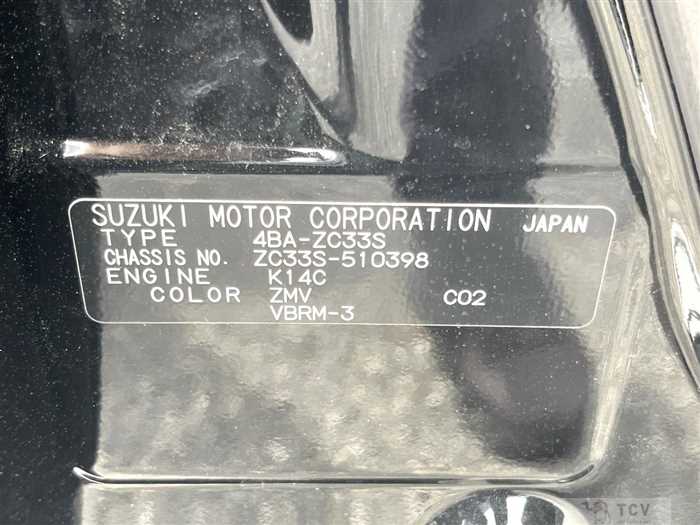 SUZUKI MOTOR CORPORATION JAPAN
TYPE 4BA-ZC33S
CHASSIS NO. ZC33S-510398
ENGINE K14C
COLOR ZMV C02
VBRM-3
TCV